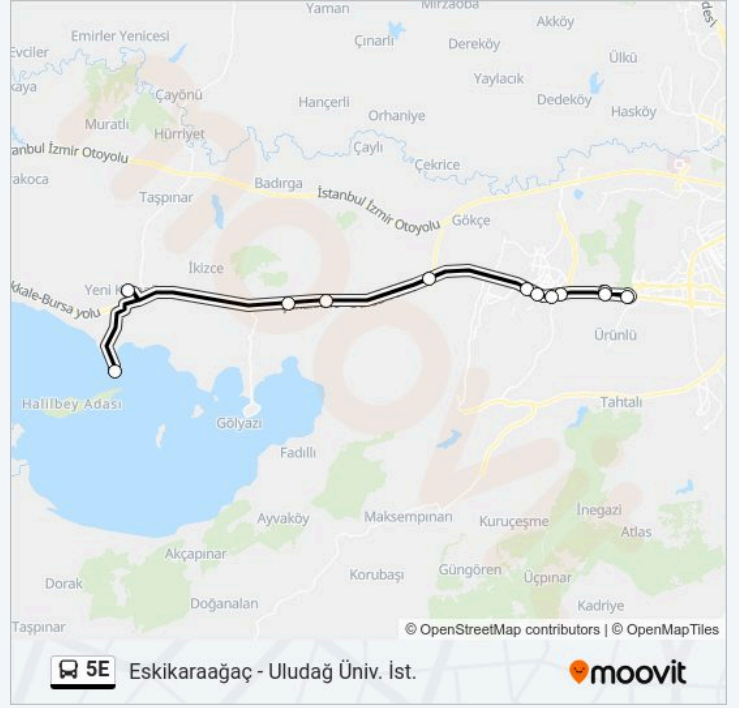 Yaman
Mirzaoba
Emirler Yenicesi
Çınarlı
Akköy
Dereköy
Evciler
Ülkü
Yaylacık
kaya
Çayönü
Hançerli
Dedeköy
Hasköy
Orhaniye
Muratlı
Hürriyet
anbul İzmir Otoyolu
Çaylı
Çekrice
akoca
Badırga
Taşpınar
İstanbul İzmir Otoyolu
Gökçe
İkizce
Yeni K
kkale-Bursa yolu
Ürünlü
Halilbey Adası
Tahtalı
Gölyazı
Fadıllı
Ayvaköy
Maksempınarı
Kuruçeşme
İnegazi
Atlas
Akçapınar
Korubaşı
Güngören
Üçpınar
Dorak
Doğanalan
Kadriye
Taşpınar
© OpenStreetMap contributors | © OpenMapTiles
5E Eskikaraağaç - Uludağ Üniv. İst.
moovit